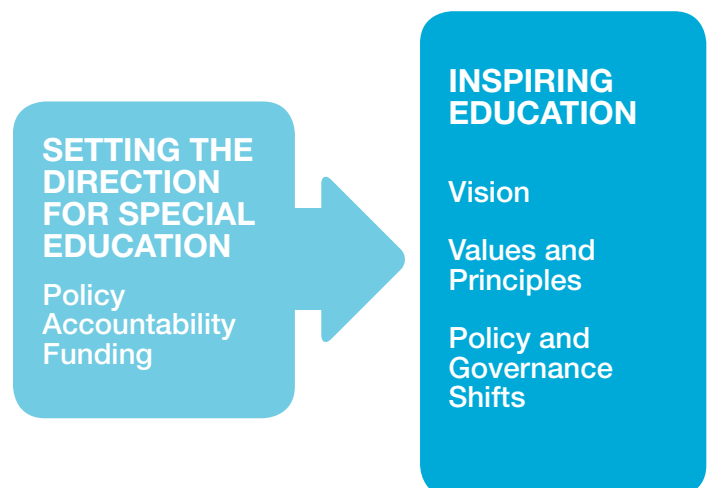 SETTING THE
DIRECTION
FOR SPECIAL
EDUCATION
Policy
Accountability
Funding
INSPIRING
EDUCATION
Vision
Values and
Principles
Policy and
Governance
Shifts